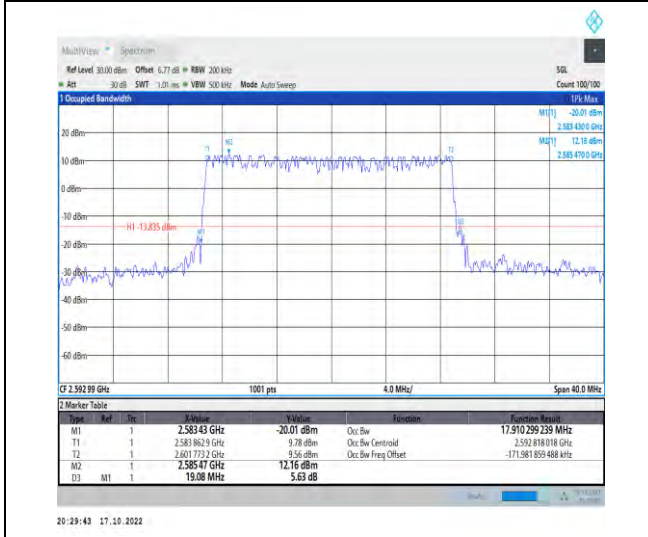 MultiView Spectrum
Ref Level 30.00 dBm Offset 6.77 dB RBW 200 kHz SGL
Att 30 dB SWT 1.01 ms VBW 500 kHz Mode Auto Sweep Count 100/100
1 Occupied Bandwidth 1Pk Max
M1[1] -20.01 dBm
2.583 430 0 GHz
M2[1] 12.16 dBm
2.585 470 0 GHz
20 dBm
T1 M2 T2
10 dBm
0 dBm
-10 dBm
H1 -13.835 dBm
M1
-20 dBm
-30 dBm
-40 dBm
-50 dBm
-60 dBm
CF 2.592 99 GHz 1001 pts 4.0 MHz/ Span 40.0 MHz
2 Marker Table
Type Ref Trc X-Value Y-Value Function Function Result
M1 1 2.583 43 GHz -20.01 dBm Occ Bw 17.910 299 239 MHz
T1 1 2.583 862 9 GHz 9.78 dBm Occ Bw Centroid 2.592 818 018 GHz
T2 1 2.601 773 2 GHz 9.56 dBm Occ Bw Freq Offset -171.981 859 488 kHz
M2 1 2.585 47 GHz 12.16 dBm
D3 M1 1 19.08 MHz 5.63 dB
20:29:43 17.10.2022